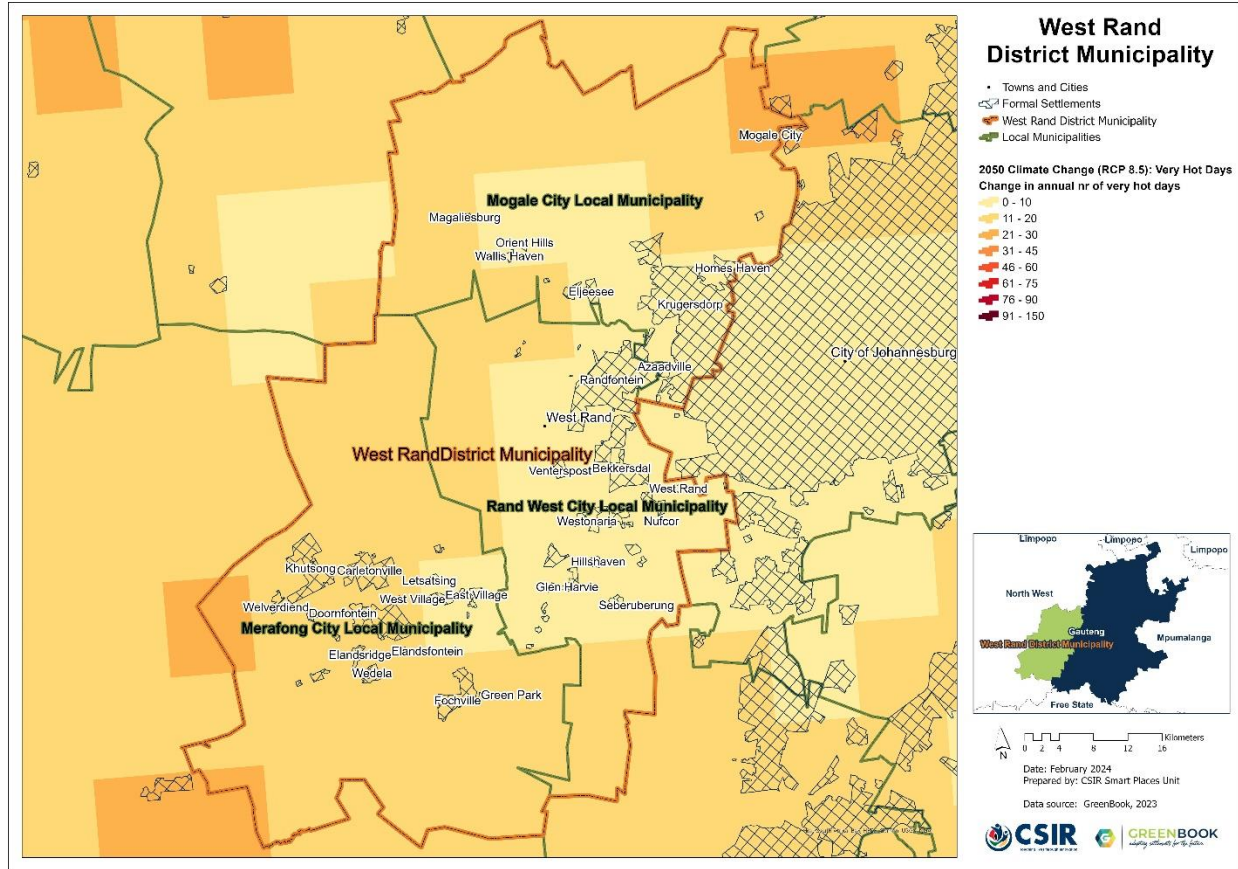 West Rand
District Municipality
Towns and Cities
Formal Settlements
West Rand District Municipality
Local Municipalities
2050 Climate Change (RCP 8.5): Very Hot Days
Change in annual nr of very hot days
0 - 10
11 - 20
21 - 30
31 - 45
46 - 60
61 - 75
76 - 90
91 - 150
Mogale City
Mogale City Local Municipality
Magaliesburg
Orient Hills
Wallis Haven
Homes Haven
Eljeesee
Krugersdorp
City of Johannesburg
Azaadville
Randfontein
West Rand
West RandDistrict Municipality
Venterspost
Bekkersdal
West Rand
Rand West City Local Municipality
Westonaria
Nufcor
Hillshaven
Khutsong
Carletonville
Letsatsing
Glen Harvie
West Village
East Village
Seberuberung
Welverdiend
Doornfontein
Merafong City Local Municipality
Elandsridge
Elandsfontein
Wedela
Fochville
Green Park
Limpopo
Limpopo
Limpopo
North West
Gauteng
Mpumalanga
West Rand District Municipality
Free State
N
Kilometers
0 2 4 8 12 16
Date: February 2024
Prepared by: CSIR Smart Places Unit
Data source: GreenBook, 2023
CSIR
GREENBOOK
adapting settlements for the future